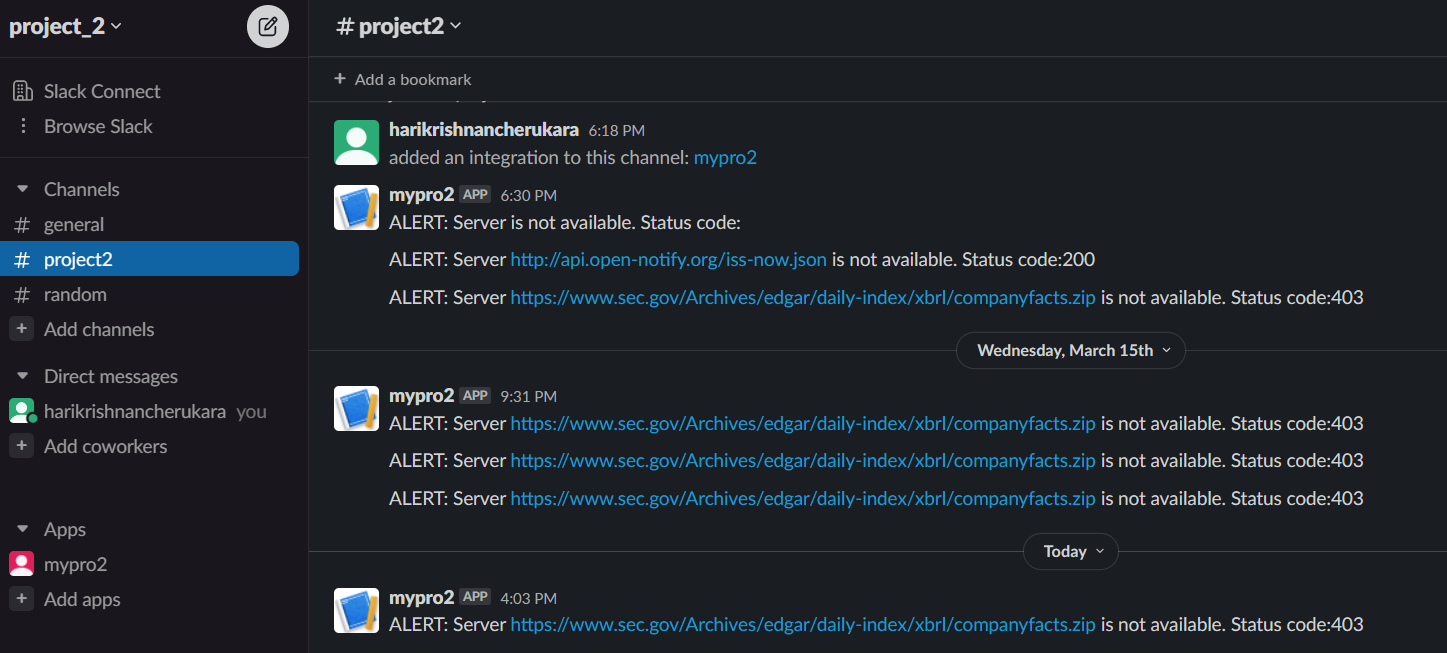 project_2
Slack Connect
Browse Slack
Channels
# general
# project2
# random
+ Add channels
Direct messages
harikrishnancherukara you
+ Add coworkers
Apps
mypro2
+ Add apps
# project2
+ Add a bookmark
harikrishnancherukara 6:18 PM
added an integration to this channel: mypro2
mypro2 APP 6:30 PM
ALERT: Server is not available. Status code:
ALERT: Server http://api.open-notify.org/iss-now.json is not available. Status code:200
ALERT: Server https://www.sec.gov/Archives/edgar/daily-index/xbrl/companyfacts.zip is not available. Status code:403
Wednesday, March 15th
mypro2 APP 9:31 PM
ALERT: Server https://www.sec.gov/Archives/edgar/daily-index/xbrl/companyfacts.zip is not available. Status code:403
ALERT: Server https://www.sec.gov/Archives/edgar/daily-index/xbrl/companyfacts.zip is not available. Status code:403
ALERT: Server https://www.sec.gov/Archives/edgar/daily-index/xbrl/companyfacts.zip is not available. Status code:403
Today
mypro2 APP 4:03 PM
ALERT: Server https://www.sec.gov/Archives/edgar/daily-index/xbrl/companyfacts.zip is not available. Status code:403